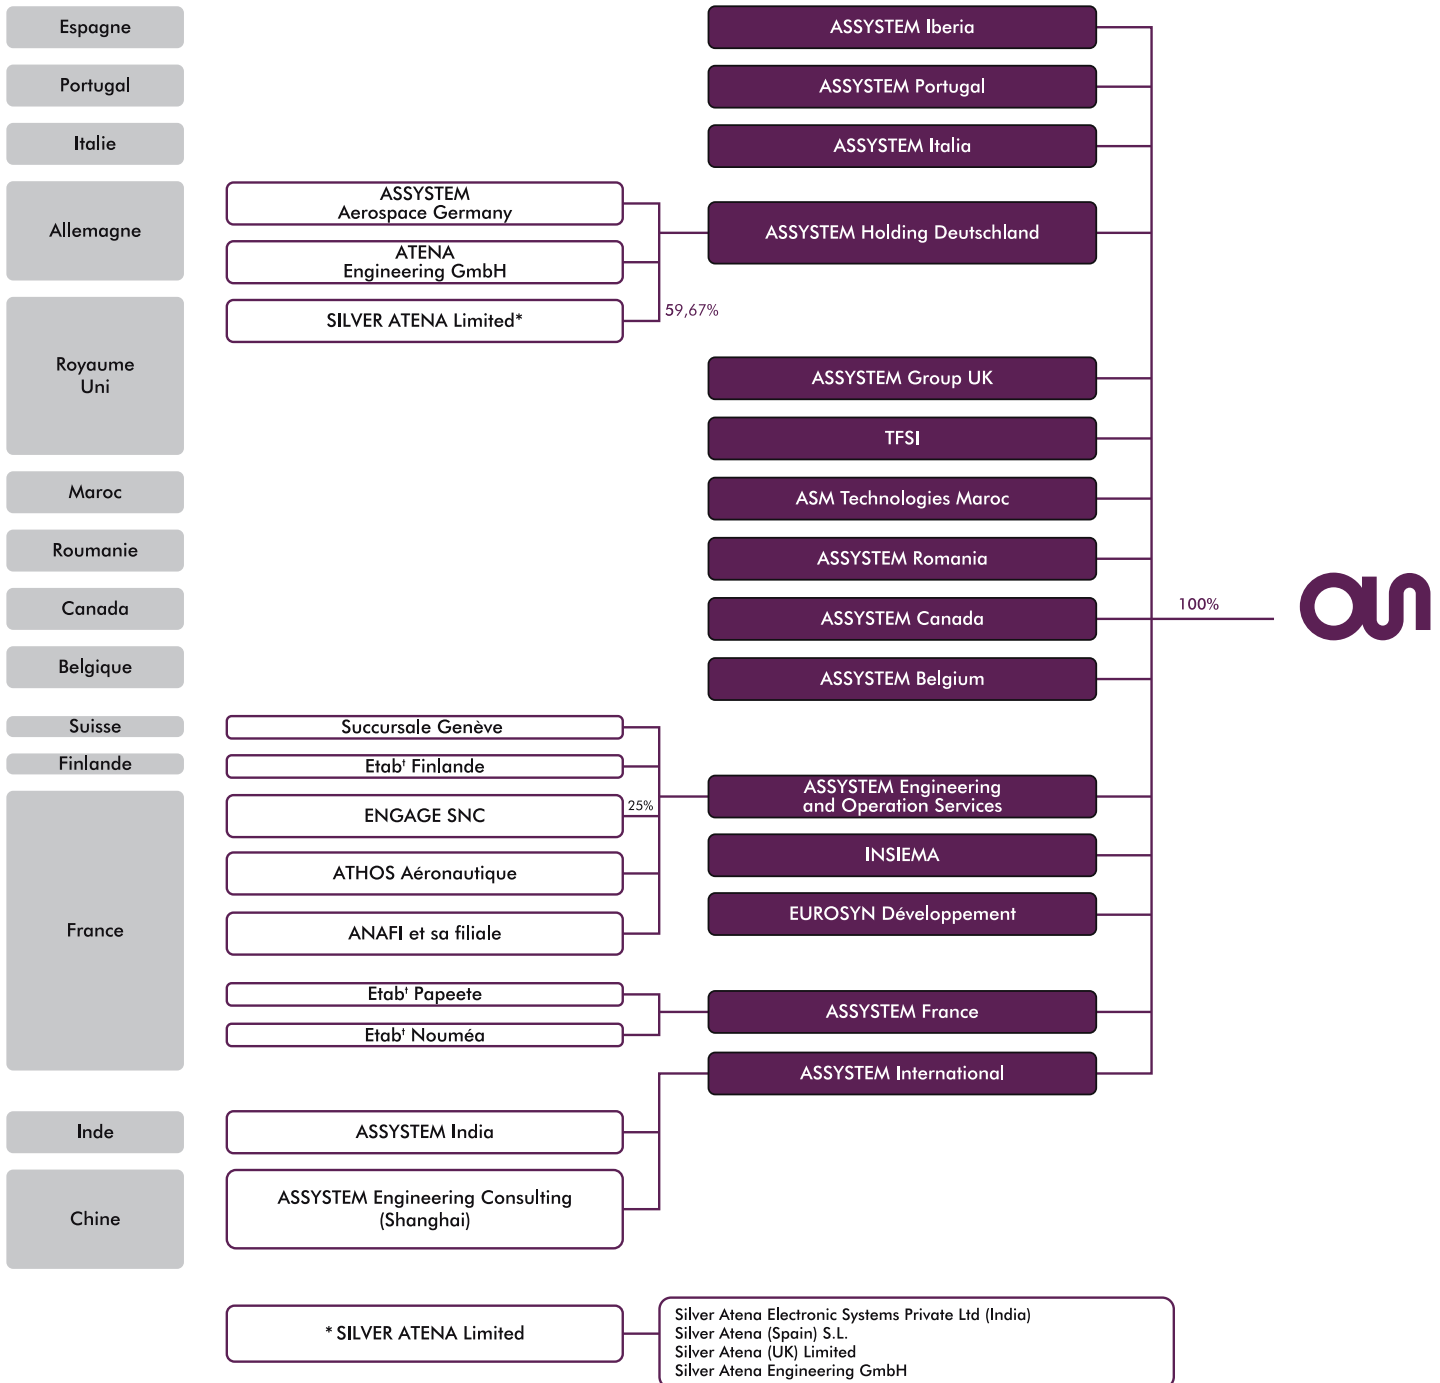 Espagne
ASSYSTEM Iberia
Portugal
ASSYSTEM Portugal
Italie
ASSYSTEM Italia
Allemagne
ASSYSTEM
Aerospace Germany
ATENA
Engineering GmbH
ASSYSTEM Holding Deutschland
SILVER ATENA Limited*
59,67%
Royaume
Uni
ASSYSTEM Group UK
TFSI
Maroc
ASM Technologies Maroc
Roumanie
ASSYSTEM Romania
Canada
ASSYSTEM Canada
100%
Belgique
ASSYSTEM Belgium
Suisse
Succursale Genève
Finlande
Etabᵗ Finlande
ASSYSTEM Engineering
and Operation Services
France
ENGAGE SNC
25%
INSIEMA
ATHOS Aéronautique
EUROSYN Développement
ANAFI et sa filiale
Etabᵗ Papeete
Etabᵗ Nouméa
ASSYSTEM France
ASSYSTEM International
Inde
ASSYSTEM India
Chine
ASSYSTEM Engineering Consulting
(Shanghai)
* SILVER ATENA Limited
Silver Atena Electronic Systems Private Ltd (India)
Silver Atena (Spain) S.L.
Silver Atena (UK) Limited
Silver Atena Engineering GmbH